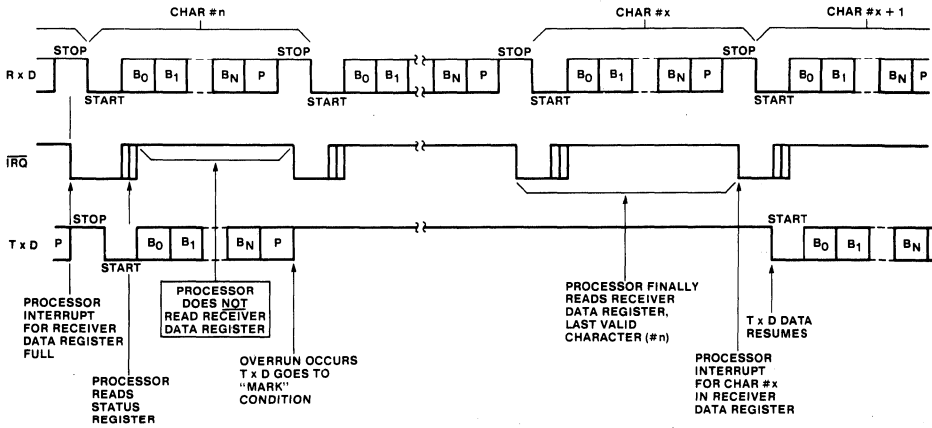 CHAR #n CHAR #x CHAR #x + 1
STOP STOP STOP STOP
R x D B0 B1 BN P B0 B1 BN P B0 B1 BN P B0 B1 BN P
START START START START
IRQ
STOP START
T x D P B0 B1 BN P B0 B1 BN
START
PROCESSOR
INTERRUPT
FOR RECEIVER
DATA REGISTER
FULL
PROCESSOR
READS
STATUS
REGISTER
PROCESSOR
DOES NOT
READ RECEIVER
DATA REGISTER
OVERRUN OCCURS
T x D GOES TO
"MARK"
CONDITION
PROCESSOR FINALLY
READS RECEIVER
DATA REGISTER,
LAST VALID
CHARACTER (#n)
PROCESSOR
INTERRUPT
FOR CHAR #x
IN RECEIVER
DATA REGISTER
T x D DATA
RESUMES